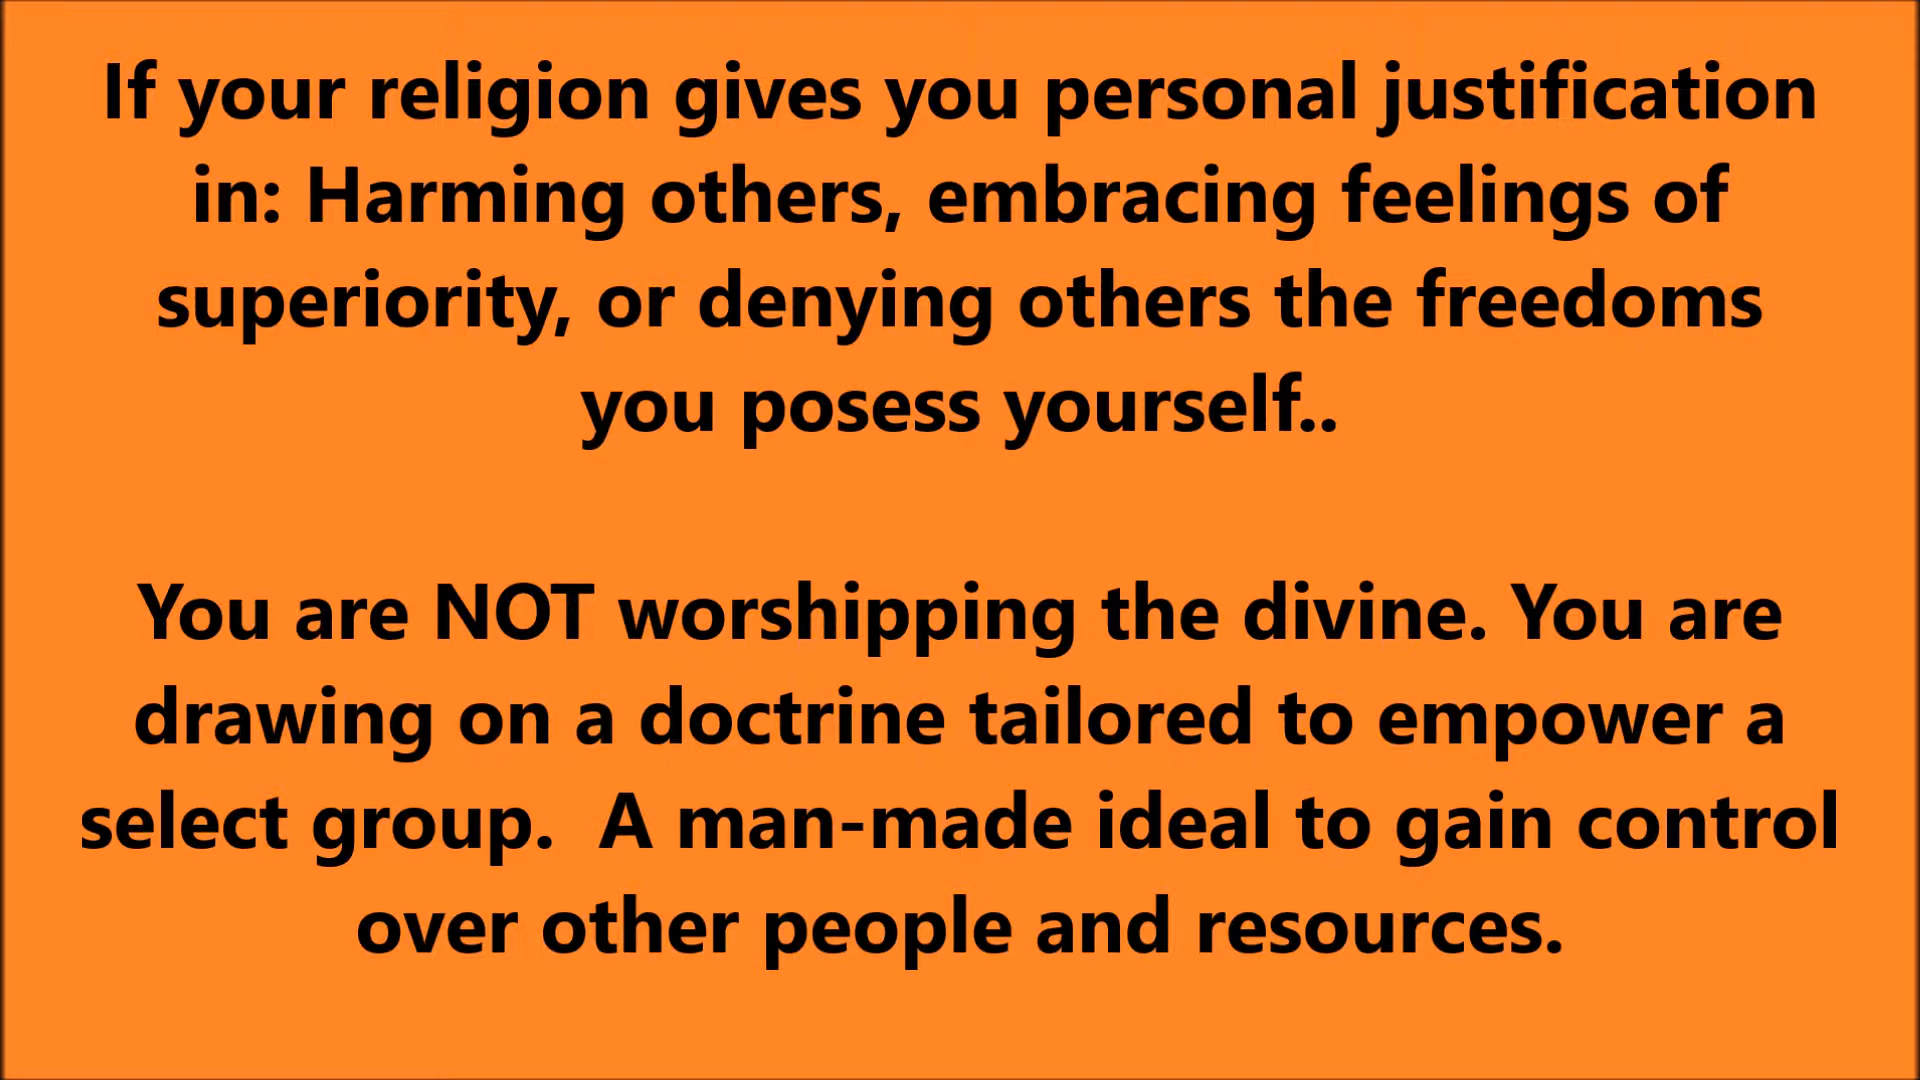 If your religion gives you personal justification
in: Harming others, embracing feelings of
superiority, or denying others the freedoms
you posess yourself..
You are NOT worshipping the divine. You are
drawing on a doctrine tailored to empower a
select group.  A man-made ideal to gain control
over other people and resources.